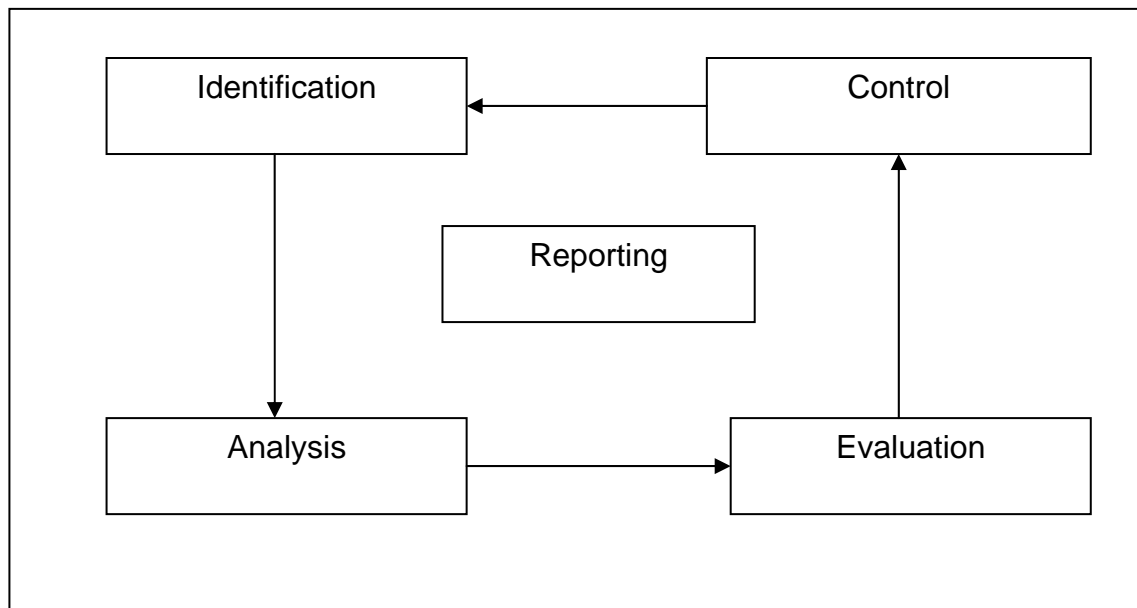 Identification
Control
Reporting
Analysis
Evaluation